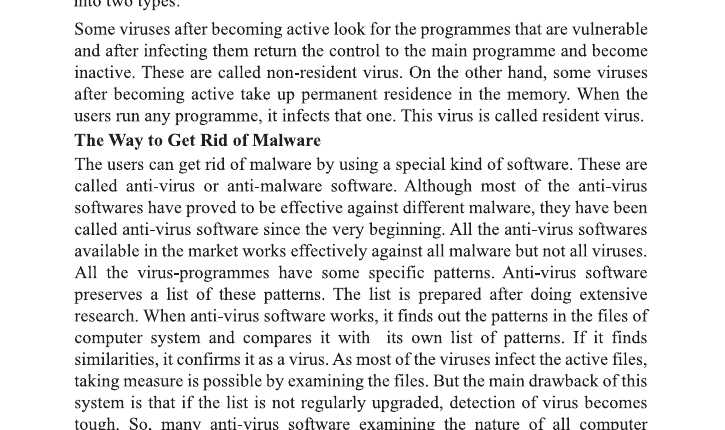 into two types.
Some viruses after becoming active look for the programmes that are vulnerable
and after infecting them return the control to the main programme and become
inactive. These are called non-resident virus. On the other hand, some viruses
after becoming active take up permanent residence in the memory. When the
users run any programme, it infects that one. This virus is called resident virus.
The Way to Get Rid of Malware
The users can get rid of malware by using a special kind of software. These are
called anti-virus or anti-malware software. Although most of the anti-virus
softwares have proved to be effective against different malware, they have been
called anti-virus software since the very beginning. All the anti-virus softwares
available in the market works effectively against all malware but not all viruses.
All the virus-programmes have some specific patterns. Anti-virus software
preserves a list of these patterns. The list is prepared after doing extensive
research. When anti-virus software works, it finds out the patterns in the files of
computer system and compares it with its own list of patterns. If it finds
similarities, it confirms it as a virus. As most of the viruses infect the active files,
taking measure is possible by examining the files. But the main drawback of this
system is that if the list is not regularly upgraded, detection of virus becomes
tough. So, many anti-virus software examining the nature of all computer